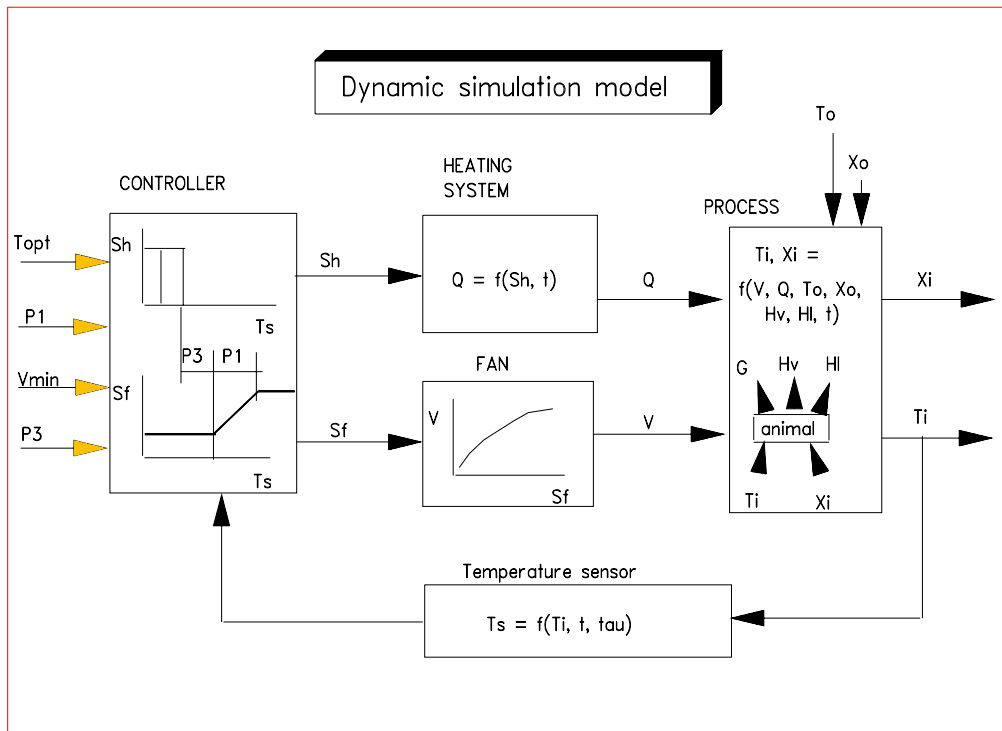 Dynamic simulation model
To
Xo
HEATING
SYSTEM
CONTROLLER
PROCESS
Topt
Sh
Sh
Q = f(Sh, t)
Q
Ti, Xi =
f(V, Q, To, Xo,
Hv, Hl, t)
Xi
P1
Ts
P3
P1
FAN
G
Hv
Hl
Vmin
Sf
Sf
V
V
animal
Ti
P3
Ts
Sf
Ti
Xi
Temperature sensor
Ts = f(Ti, t, tau)